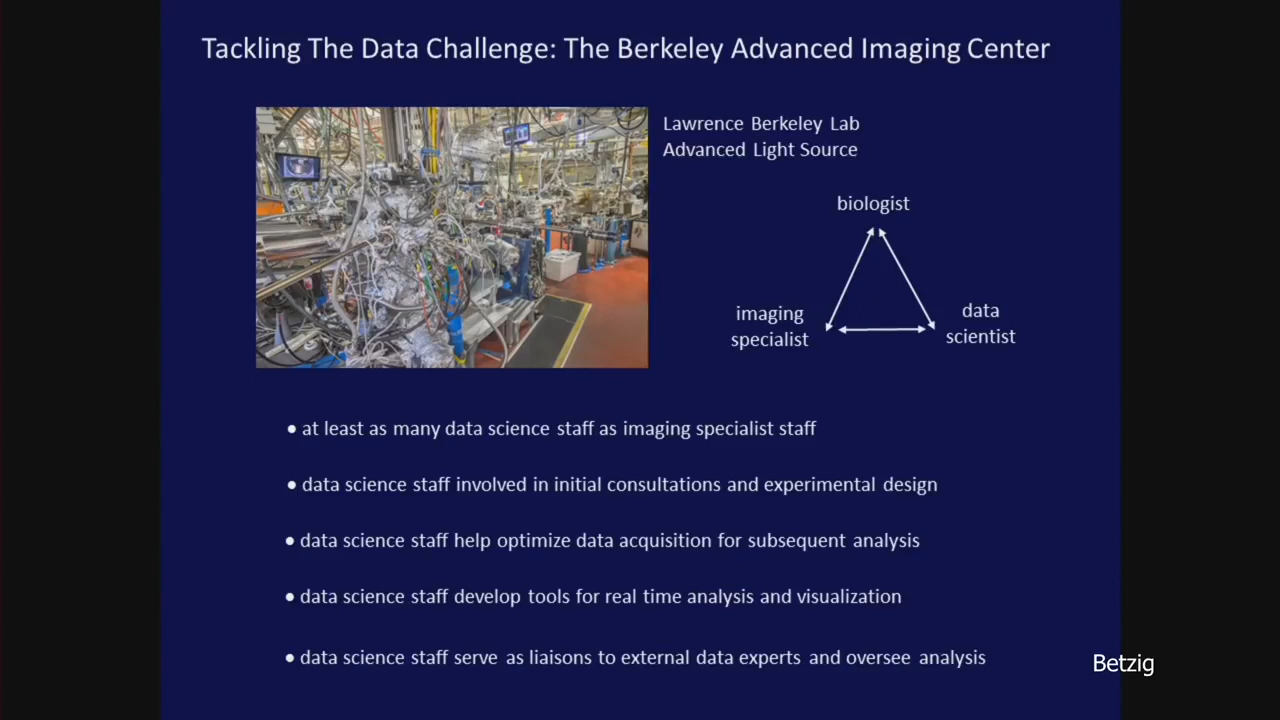 Tackling The Data Challenge: The Berkeley Advanced Imaging Center
Lawrence Berkeley Lab
Advanced Light Source
biologist
imaging
specialist
data
scientist
• at least as many data science staff as imaging specialist staff
• data science staff involved in initial consultations and experimental design
• data science staff help optimize data acquisition for subsequent analysis
• data science staff develop tools for real time analysis and visualization
• data science staff serve as liaisons to external data experts and oversee analysis
Betzig